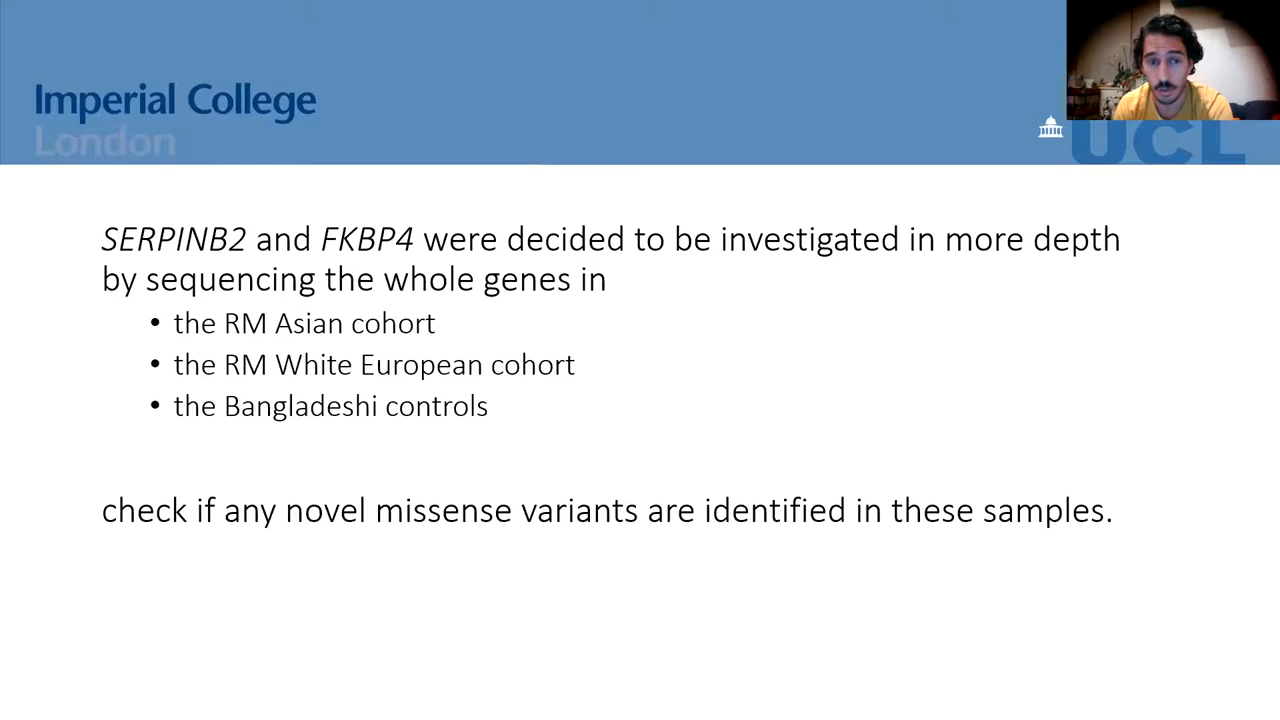 Imperial College
London
UCL
SERPINB2 and FKBP4 were decided to be investigated in more depth
by sequencing the whole genes in
• the RM Asian cohort
• the RM White European cohort
• the Bangladeshi controls
check if any novel missense variants are identified in these samples.